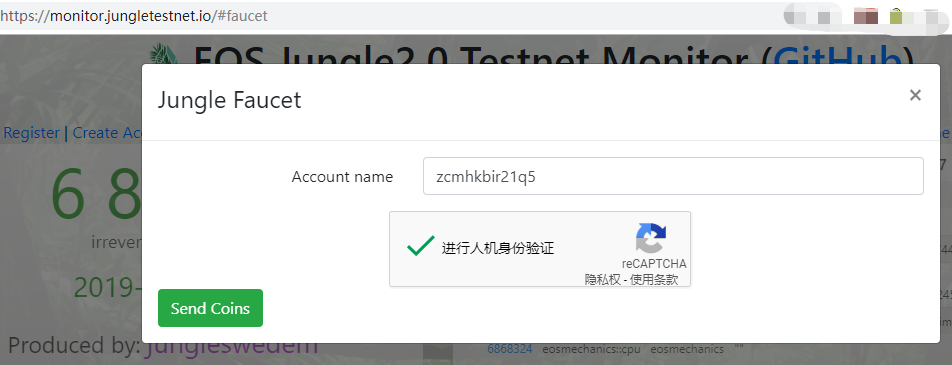 https://monitor.jungletestnet.io/#faucet
EOS Jungle2.0 Testnet Monitor (GitHub)
Jungle Faucet
×
Register | Create Acc
Account name
zcmhkbir21q5
6 8
进行人机身份验证
reCAPTCHA
隐私权 - 使用条款
irrever
2019-
Send Coins
Produced by: jungleswedem
6868324 eosmechanics::cpu eosmechanics ""